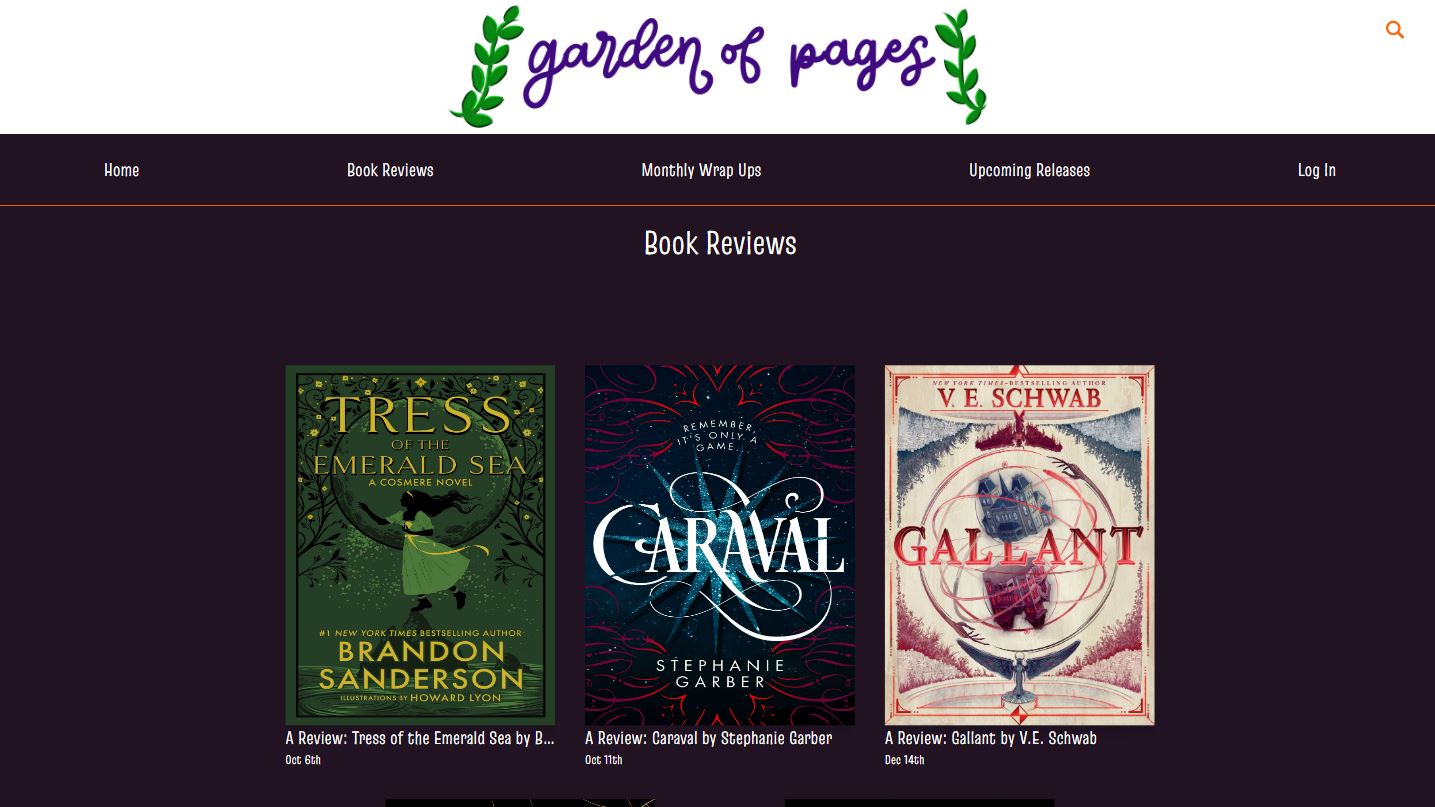 garden of pages
Home
Book Reviews
Monthly Wrap Ups
Upcoming Releases
Log In
Book Reviews
TRESS
OF THE
EMERALD SEA
A COSMERE NOVEL
#1 NEW YORK TIMES BESTSELLING AUTHOR
BRANDON
SANDERSON
ILLUSTRATIONS BY HOWARD LYON
A Review: Tress of the Emerald Sea by B...
Oct 6th
REMEMBER,
IT'S ONLY A
GAME...
CARAVAL
STEPHANIE
GARBER
A Review: Caraval by Stephanie Garber
Oct 11th
NEW YORK TIMES-BESTSELLING AUTHOR
V. E. SCHWAB
GALLANT
A Review: Gallant by V.E. Schwab
Dec 14th